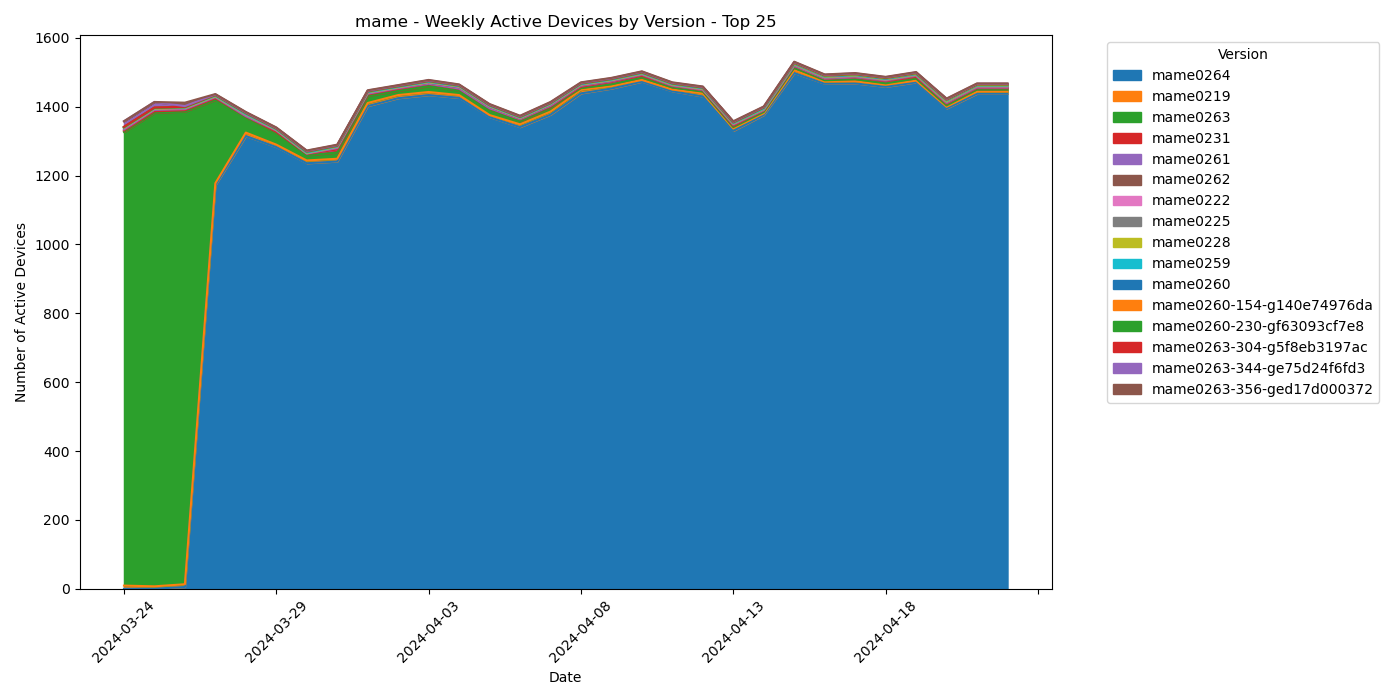 mame - Weekly Active Devices by Version - Top 25
Number of Active Devices
1600
1400
1200
1000
800
600
400
200
0
2024-03-24
2024-03-29
2024-04-03
2024-04-08
2024-04-13
2024-04-18
Date
Version
mame0264
mame0219
mame0263
mame0231
mame0261
mame0262
mame0222
mame0225
mame0228
mame0259
mame0260
mame0260-154-g140e74976da
mame0260-230-gf63093cf7e8
mame0263-304-g5f8eb3197ac
mame0263-344-ge75d24f6fd3
mame0263-356-ged17d000372